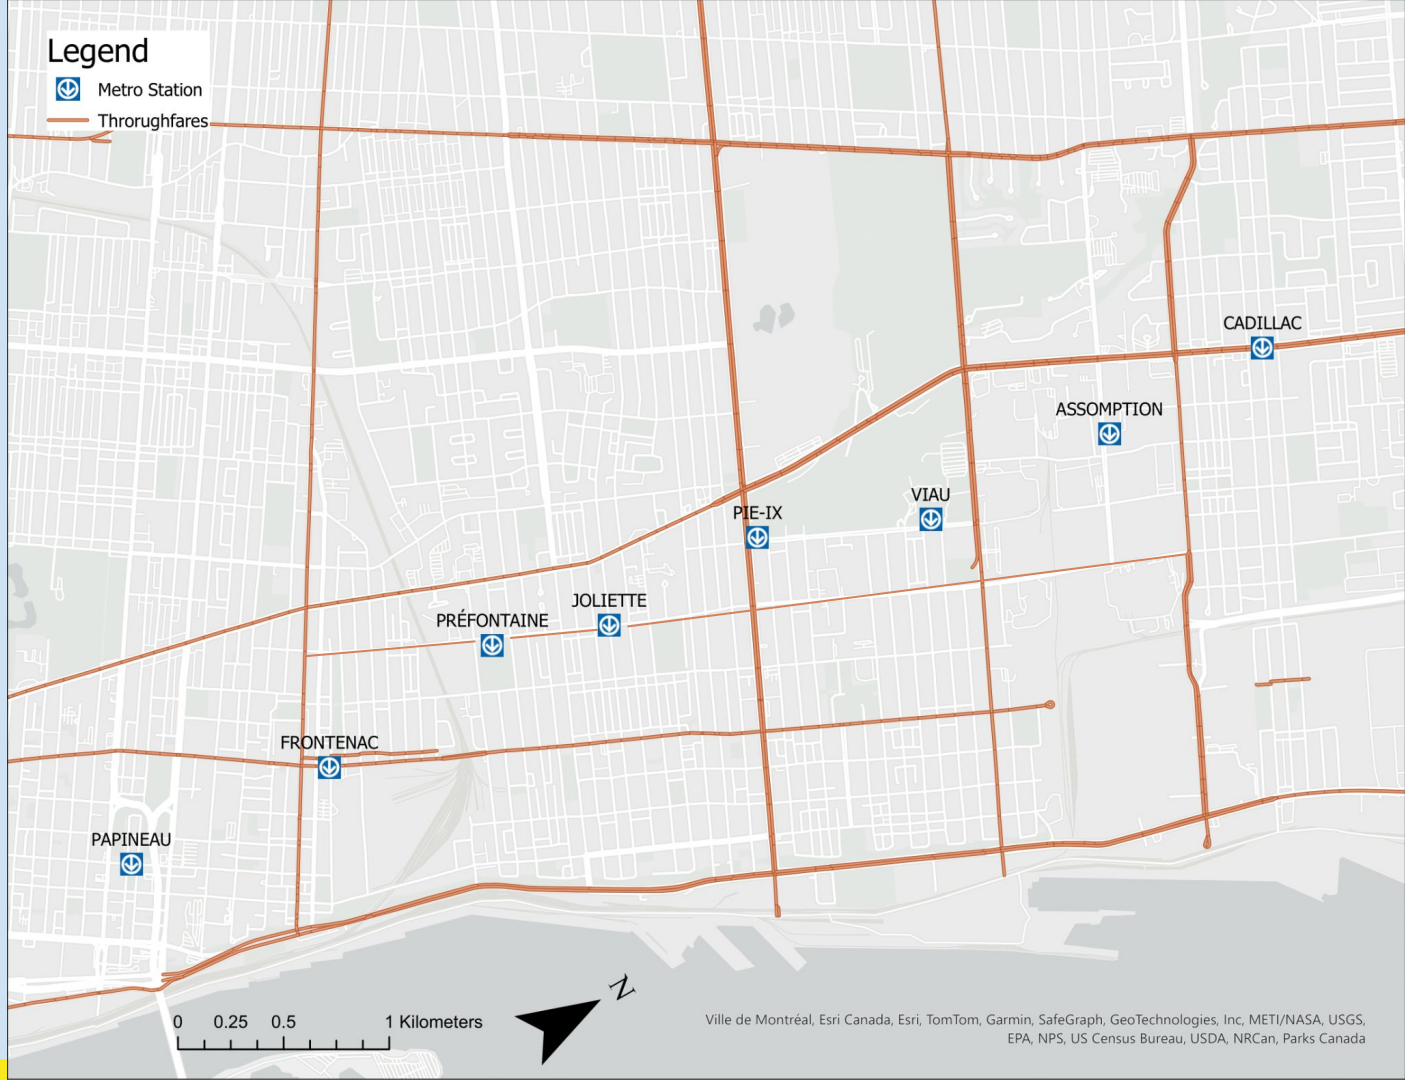 Legend
Metro Station
Throrughfares
CADILLAC
ASSOMPTION
VIAU
PIE-IX
JOLIETTE
PRÉFONTAINE
FRONTENAC
PAPINEAU
N
0 0.25 0.5 1 Kilometers
Ville de Montréal, Esri Canada, Esri, TomTom, Garmin, SafeGraph, GeoTechnologies, Inc, METI/NASA, USGS,
EPA, NPS, US Census Bureau, USDA, NRCan, Parks Canada